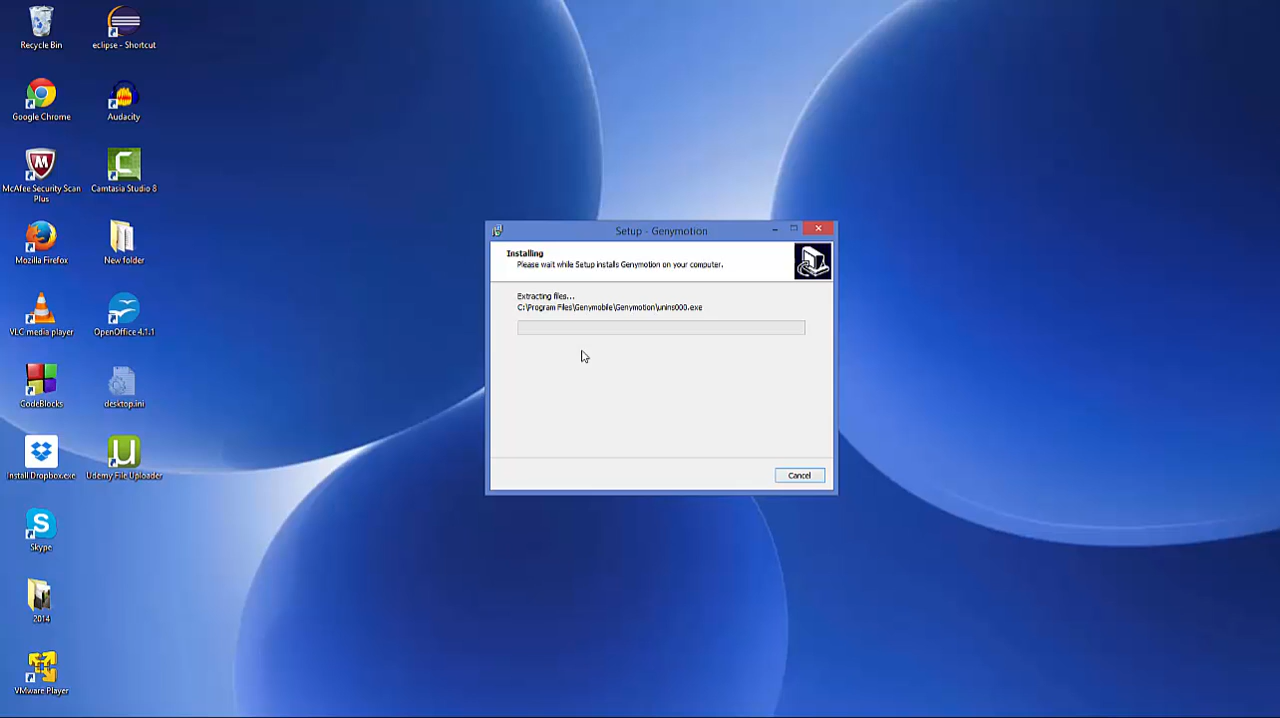 Recycle Bin
eclipse - Shortcut
Google Chrome
Audacity
McAfee Security Scan
Plus
Camtasia Studio 8
Mozilla Firefox
New folder
VLC media player
OpenOffice 4.1.1
CodeBlocks
desktop.ini
install Dropbox.exe
Udemy File Uploader
Skype
2014
VMware Player
Setup - Genymotion
Installing
Please wait while Setup installs Genymotion on your computer.
Extracting files...
C:\Program Files\Genymobile\Genymotion\unins000.exe
Cancel